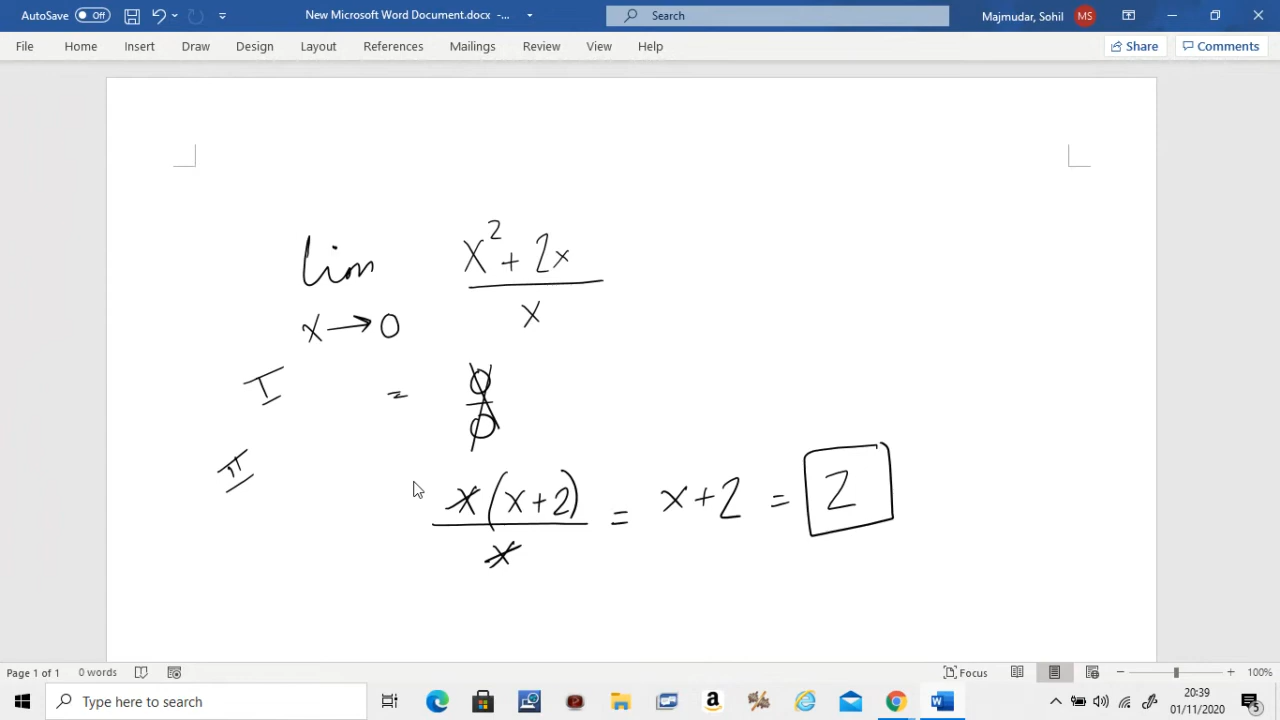 AutoSave Off New Microsoft Word Document.docx -... Search Majmudar, Sohil MS
File Home Insert Draw Design Layout References Mailings Review View Help Share Comments
lim x² + 2x
x
x → 0
I = 0
0
II
x(x+2) = x+2 = 2
x
Page 1 of 1 0 words Focus 100%
Type here to search a W 20:39
01/11/2020 5